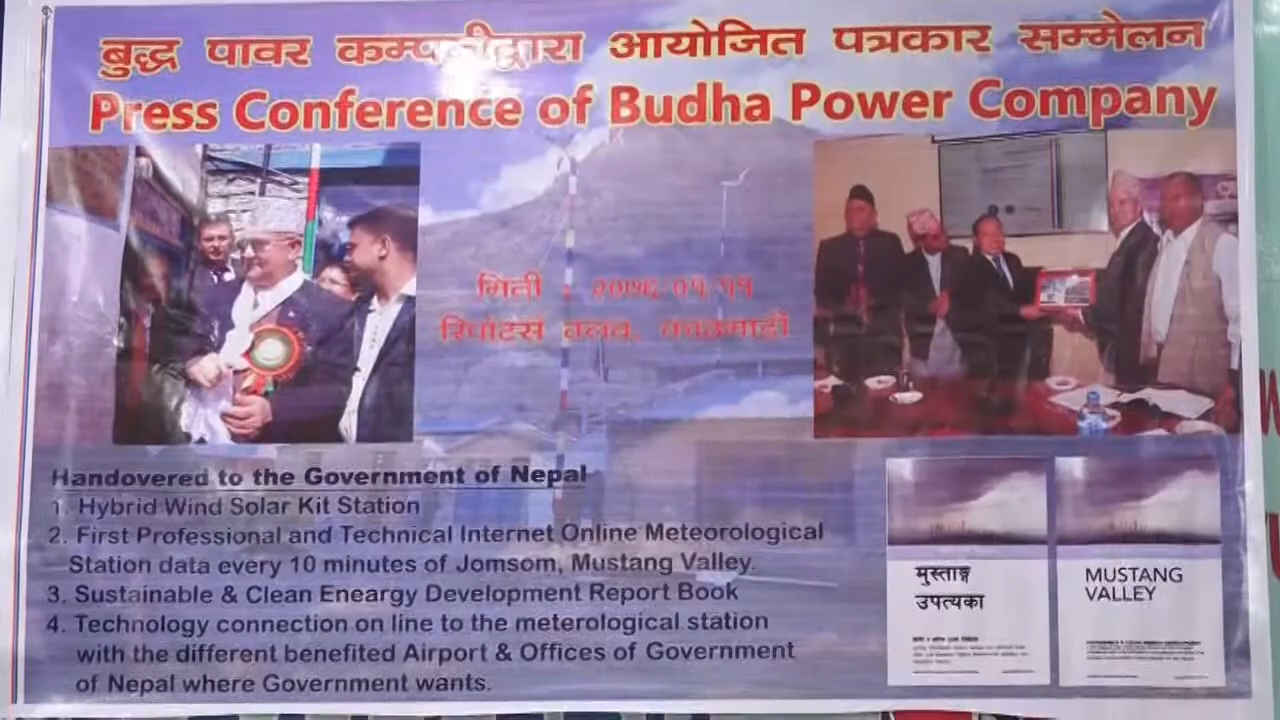 बुद्ध पावर कम्पनीद्वारा आयोजित पत्रकार सम्मेलन
Press Conference of Budha Power Company
मिती : २०७६/०५/११
रिपोर्टस क्लब, काठमाडौं
Handovered to the Government of Nepal
1. Hybrid Wind Solar Kit Station
2. First Professional and Technical Internet Online Meteorological
Station data every 10 minutes of Jomsom, Mustang Valley.
3. Sustainable & Clean Eneargy Development Report Book
4. Technology connection on line to the meterological station
with the different benefited Airport & Offices of Government
of Nepal where Government wants.
मुस्ताङ्ग
उपत्यका
MUSTANG
VALLEY